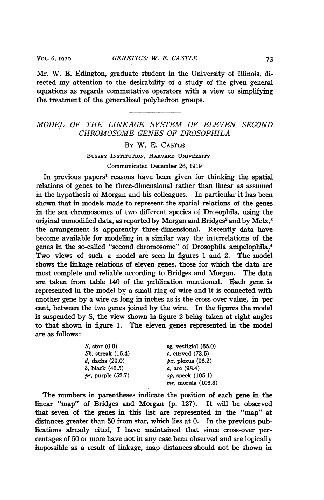 VOL. 6, 1920 GENETICS: W. E. CASTLE 73
Mr. W. E. Edington, graduate student in the University of Illinois, di-
rected my attention to the desirability of a study of the given general
equations as regards commutative operators with a view to simplifying
the treatment of the generalized polyhedron groups.
MODEL OF THE LINKAGE SYSTEM OF ELEVEN SECOND
CHROMOSOME GENES OF DROSOPHILA
BY W. E. CASTLE
BUSSEY INSTITUTION, HARVARD UNIVERSITY
Communicated December 26, 1919
In previous papers¹ reasons have been given for thinking the spatial
relations of genes to be three-dimensional rather than linear as assumed
in the hypothesis of Morgan and his colleagues. In particular it has been
shown that in models made to represent the spatial relations of the genes
in the sex chromosomes of two different species of Drosophila, using the
original unmodified data, as reported by Morgan and Bridges² and by Metz,³
the arrangement is apparently three-dimensional. Recently data have
become available for modeling in a similar way the interrelations of the
genes in the so-called "second chromosome" of Drosophila ampelophila.⁴
Two views of such a model are seen in figures 1 and 2. The model
shows the linkage relations of eleven genes, those for which the data are
most complete and reliable according to Bridges and Morgan. The data
are taken from table 140 of the publication mentioned. Each gene is
represented in the model by a small ring of wire and it is connected with
another gene by a wire as long in inches as is the cross-over value, in per
cent, between the two genes joined by the wire. In the figures the model
is suspended by S, the view shown in figure 2 being taken at right angles
to that shown in figure 1. The eleven genes represented in the model
are as follows:
S, star (0.0) vg, vestigial (65.0)
Sk, streak (15.4) c, curved (73.5)
d, dachs (29.0) px, plexus (96.2)
b, black (46.5) a, arc (98.4)
pr, purple (52.7) sp, speck (105.1)
mr, morula (106.3)
The numbers in parentheses indicate the position of each gene in the
linear "map" of Bridges and Morgan (p. 127). It will be observed
that seven of the genes in this list are represented in the "map" at
distances greater than 50 from star, which lies at 0. In the previous pub-
lications already cited, I have maintained that since cross-over per-
centages of 50 or more have not in any case been observed and are logically
impossible as a result of linkage, map distances should not be shown in